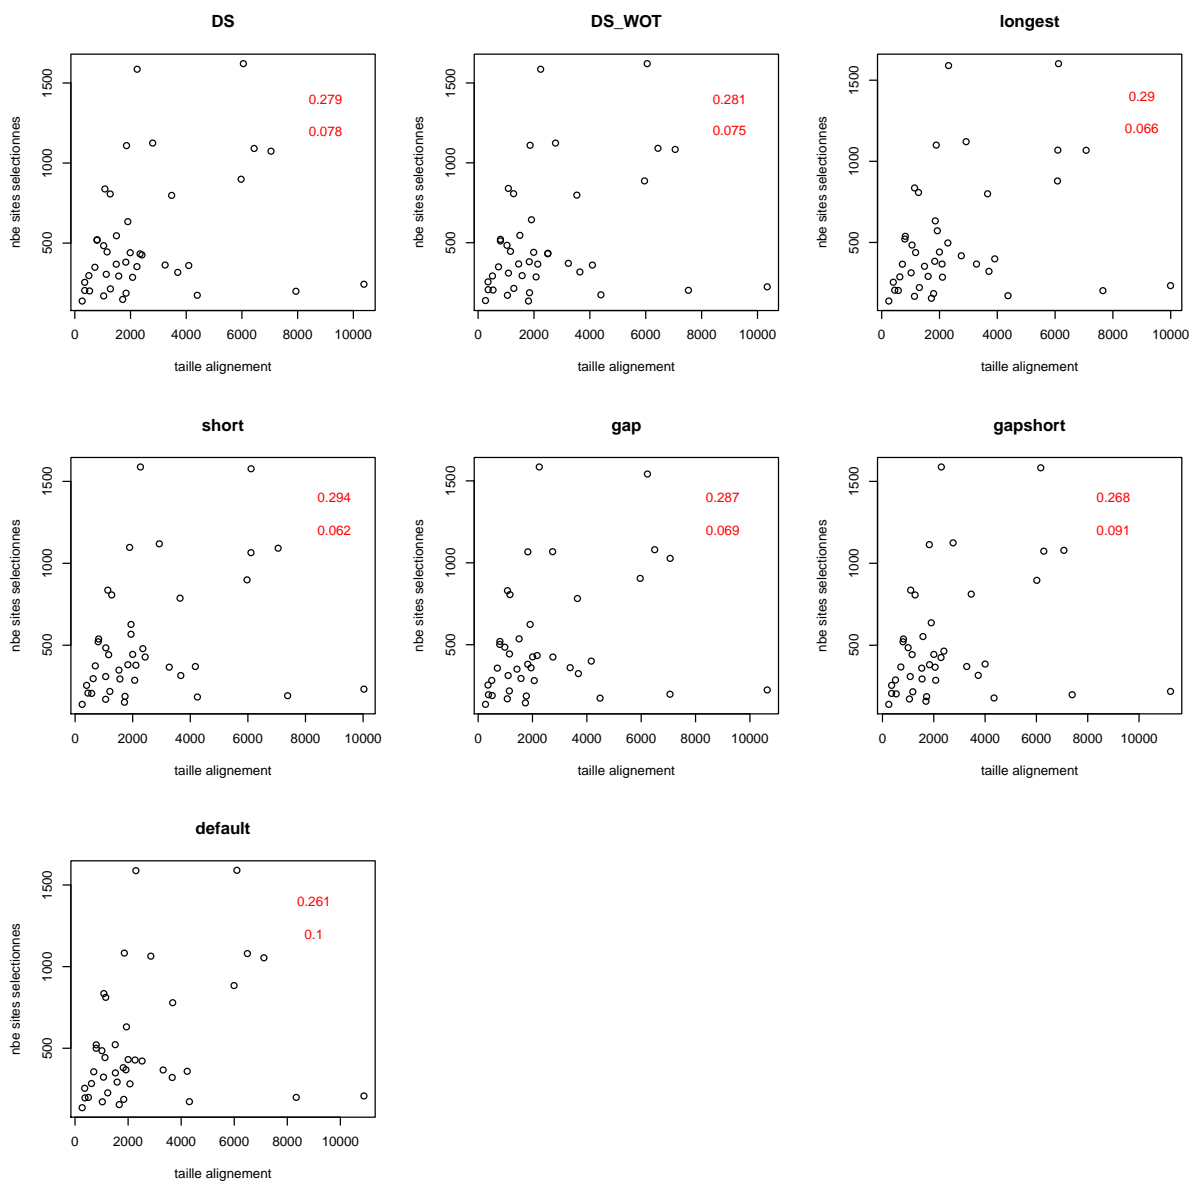 DS
1500
1000
500
nbe sites selectionnes
0.279
0.078
0 2000 4000 6000 8000 10000
taille alignement
DS_WOT
1500
1000
500
nbe sites selectionnes
0.281
0.075
0 2000 4000 6000 8000 10000
taille alignement
longest
1500
1000
500
nbe sites selectionnes
0.29
0.066
0 2000 4000 6000 8000 10000
taille alignement
short
1500
1000
500
nbe sites selectionnes
0.294
0.062
0 2000 4000 6000 8000 10000
taille alignement
gap
1500
1000
500
nbe sites selectionnes
0.287
0.069
0 2000 4000 6000 8000 10000
taille alignement
gapshort
1500
1000
500
nbe sites selectionnes
0.268
0.091
0 2000 4000 6000 8000 10000
taille alignement
default
1500
1000
500
nbe sites selectionnes
0.261
0.1
0 2000 4000 6000 8000 10000
taille alignement